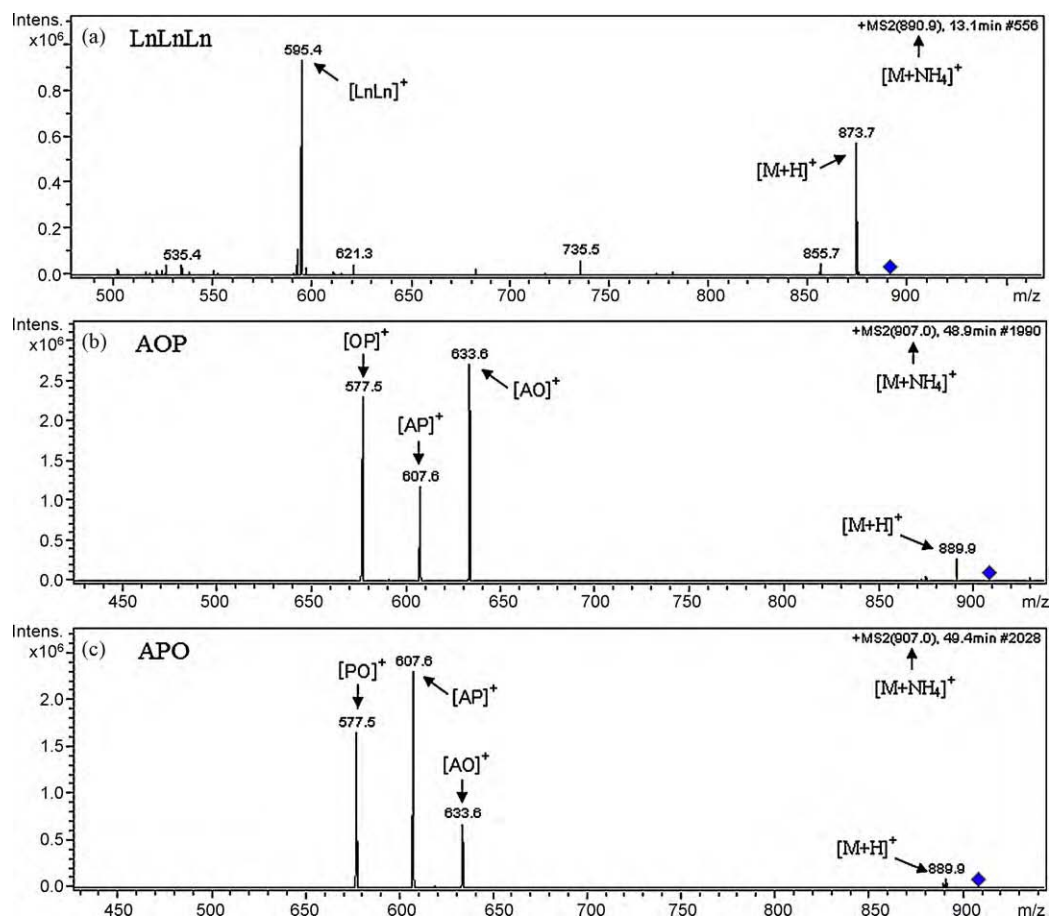 Intens.
x10⁶
(a) LnLnLn
+MS2(890.9), 13.1min #556
[M+NH₄]⁺
595.4
[LnLn]⁺
873.7
[M+H]⁺
0.8
0.6
0.4
0.2
0.0
535.4
621.3
735.5
855.7
500 550 600 650 700 750 800 850 900 m/z
Intens.
x10⁶
(b) AOP
+MS2(907.0), 48.9min #1990
[M+NH₄]⁺
[OP]⁺
577.5
633.6
[AO]⁺
[AP]⁺
607.6
[M+H]⁺
889.9
2.5
2.0
1.5
1.0
0.5
0.0
450 500 550 600 650 700 750 800 850 900 m/z
Intens.
x10⁶
(c) APO
+MS2(907.0), 49.4min #2028
[M+NH₄]⁺
[PO]⁺
577.5
607.6
[AP]⁺
[AO]⁺
633.6
[M+H]⁺
889.9
2.0
1.5
1.0
0.5
0.0
450 500 550 600 650 700 750 800 850 900 m/z